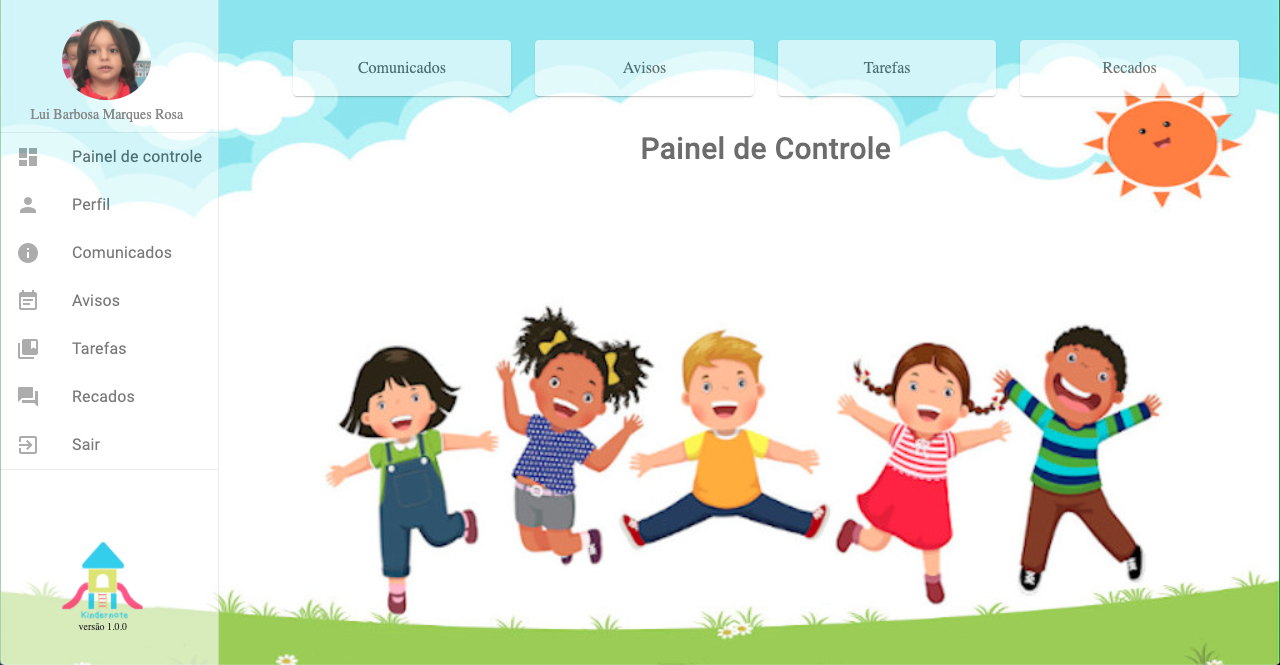 Lui Barbosa Marques Rosa
Painel de controle
Perfil
Comunicados
Avisos
Tarefas
Recados
Sair
Kindernote
versão 1.0.0
Comunicados
Avisos
Tarefas
Recados
Painel de Controle